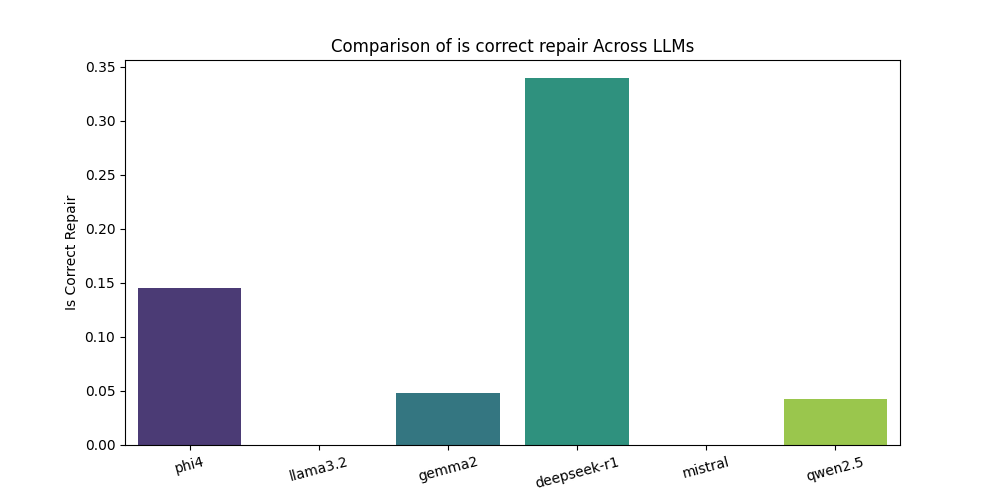 Comparison of is correct repair Across LLMs
Is Correct Repair
0.35
0.30
0.25
0.20
0.15
0.10
0.05
0.00
phi4
llama3.2
gemma2
deepseek-r1
mistral
qwen2.5